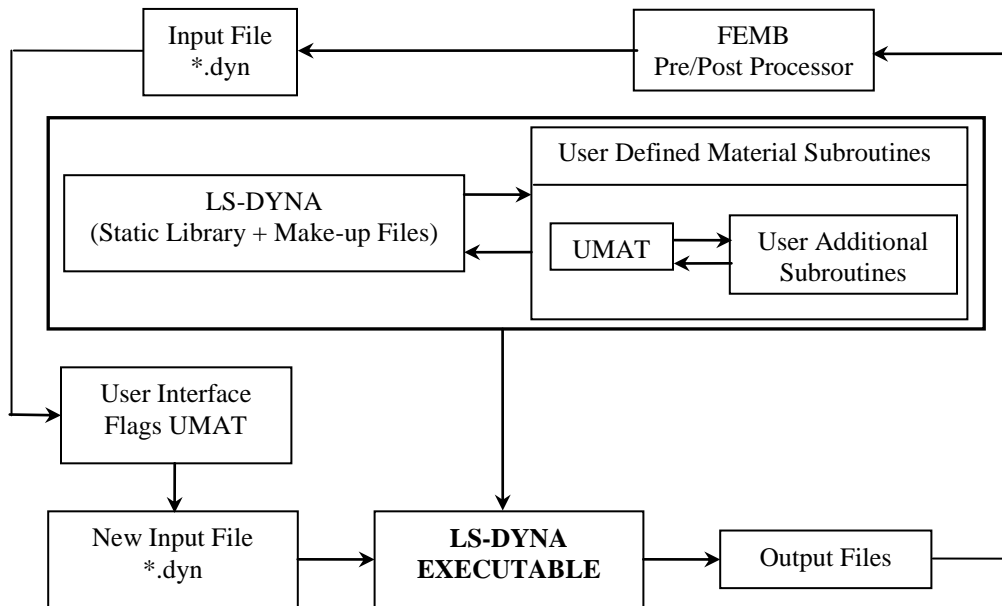 Input File
*.dyn
FEMB
Pre/Post Processor
User Defined Material Subroutines
LS-DYNA
(Static Library + Make-up Files)
UMAT
User Additional
Subroutines
User Interface
Flags UMAT
New Input File
*.dyn
LS-DYNA
EXECUTABLE
Output Files